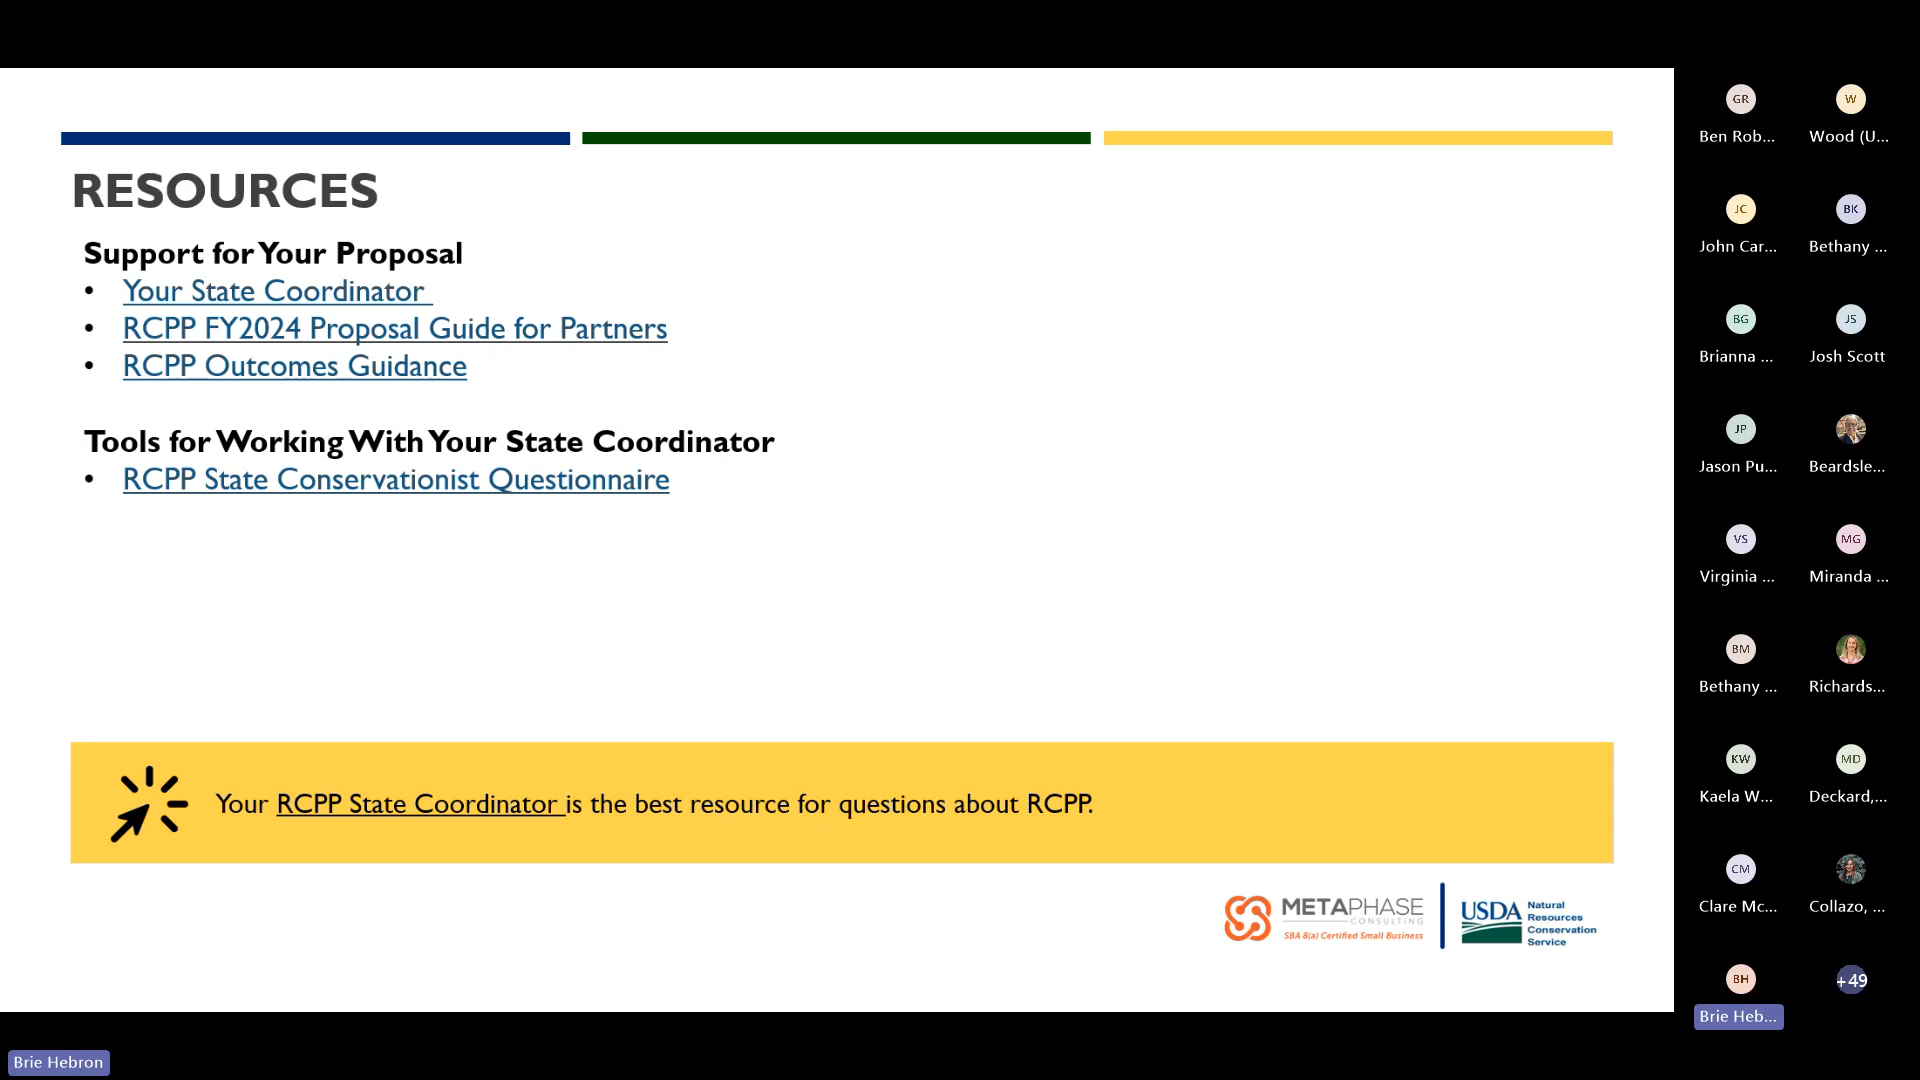 RESOURCES
Support for Your Proposal
• Your State Coordinator
• RCPP FY2024 Proposal Guide for Partners
• RCPP Outcomes Guidance
Tools for Working With Your State Coordinator
• RCPP State Conservationist Questionnaire
Your RCPP State Coordinator is the best resource for questions about RCPP.
METAPHASE
CONSULTING
SBA 8(a) Certified Small Business
USDA
Natural
Resources
Conservation
Service
GR
Ben Rob...
W
Wood (U...
JC
John Car...
BK
Bethany ...
BG
Brianna ...
JS
Josh Scott
JP
Jason Pu...
Beardsle...
VS
Virginia ...
MG
Miranda ...
BM
Bethany ...
Richards...
KW
Kaela W...
MD
Deckard,...
CM
Clare Mc...
Collazo, ...
BH
Brie Heb...
+49
Brie Hebron